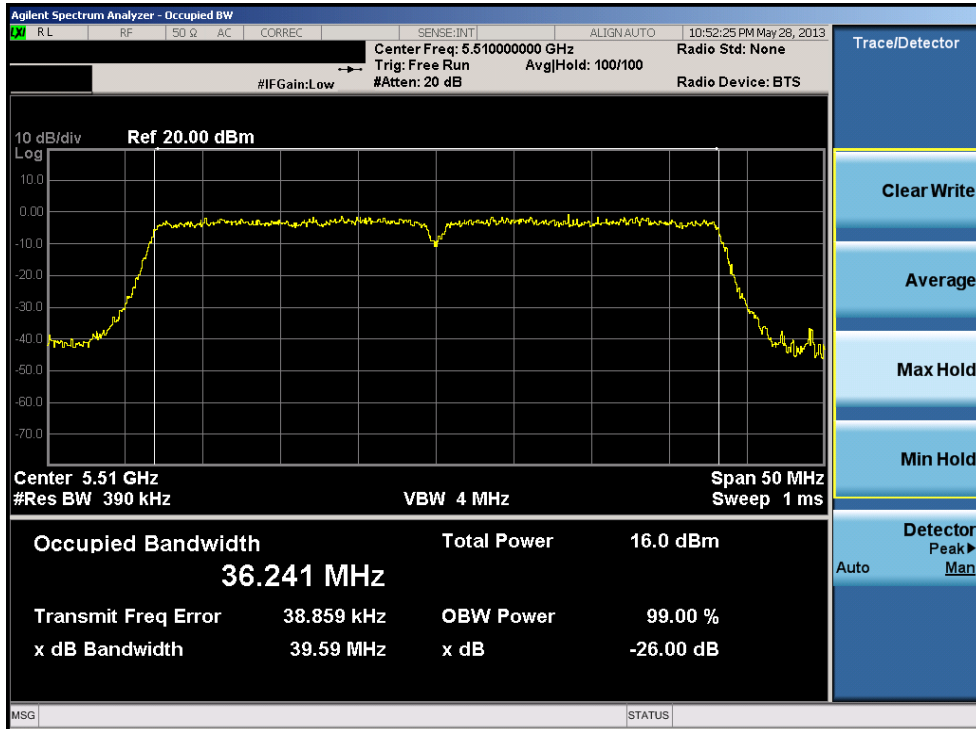 Agilent Spectrum Analyzer - Occupied BW
LXI RL RF 50 Ω AC CORREC SENSE:INT ALIGNAUTO 10:52:25 PM May 28, 2013
Center Freq: 5.510000000 GHz Radio Std: None
Trig: Free Run Avg|Hold: 100/100
#IFGain:Low #Atten: 20 dB Radio Device: BTS
10 dB/div Ref 20.00 dBm
Log
10.0
0.00
-10.0
-20.0
-30.0
-40.0
-50.0
-60.0
-70.0
Center 5.51 GHz Span 50 MHz
#Res BW 390 kHz VBW 4 MHz Sweep 1 ms
Occupied Bandwidth Total Power 16.0 dBm
36.241 MHz
Transmit Freq Error 38.859 kHz OBW Power 99.00 %
x dB Bandwidth 39.59 MHz x dB -26.00 dB
MSG STATUS
Trace/Detector
Clear Write
Average
Max Hold
Min Hold
Detector
Peak▶
Auto Man